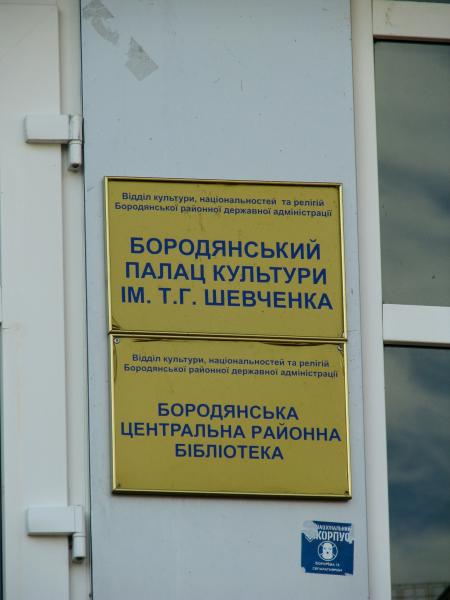 Відділ культури, національностей та релігій
Бородянської районної державної адміністрації
БОРОДЯНСЬКИЙ
ПАЛАЦ КУЛЬТУРИ
ІМ. Т.Г. ШЕВЧЕНКА
Відділ культури, національностей та релігій
Бородянської районної державної адміністрації
БОРОДЯНСЬКА
ЦЕНТРАЛЬНА РАЙОННА
БІБЛІОТЕКА
НАЦІОНАЛЬНИЙ
КОРПУС